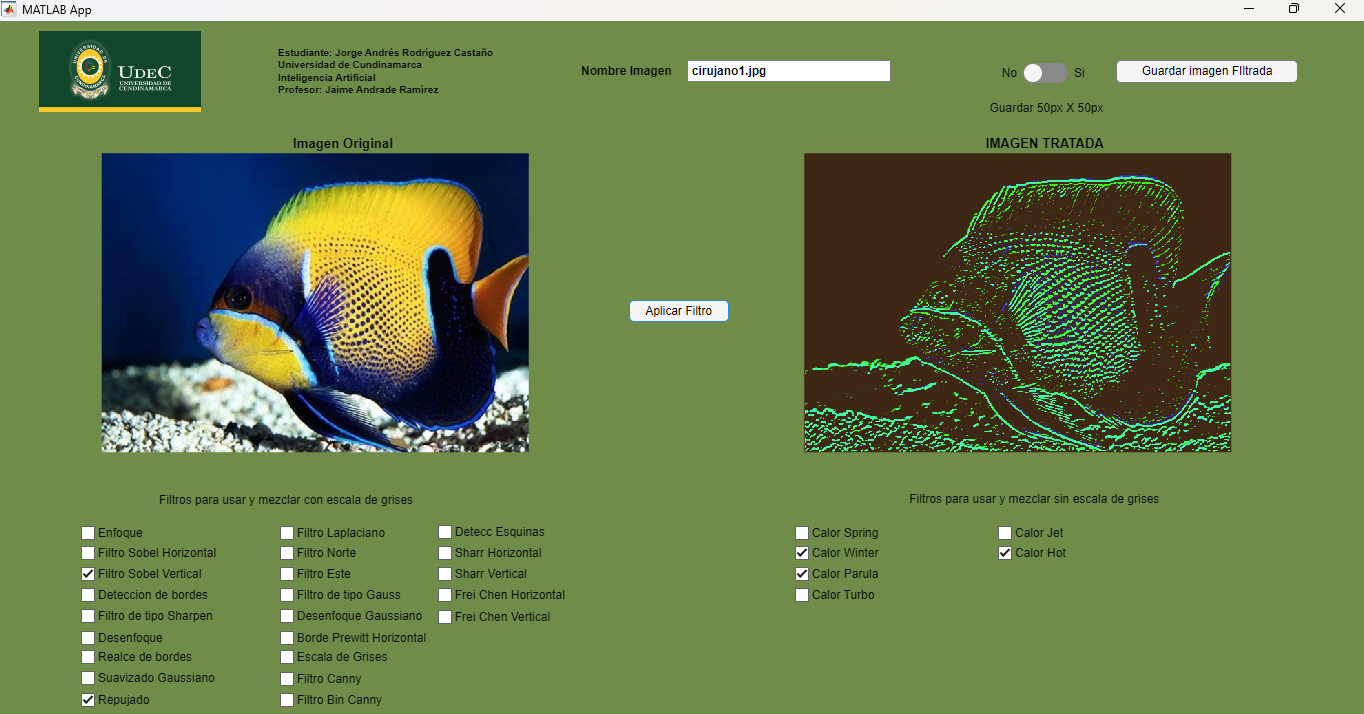 MATLAB App
UNIVERSIDAD DE
CUNDINAMARCA
UDEC
UNIVERSIDAD DE
CUNDINAMARCA
Estudiante: Jorge Andrés Rodríguez Castaño
Universidad de Cundinamarca
Inteligencia Artificial
Profesor: Jaime Andrade Ramírez
Nombre Imagen
cirujano1.jpg
No
Si
Guardar imagen FIltrada
Guardar 50px X 50px
Imagen Original
IMAGEN TRATADA
Aplicar Filtro
Filtros para usar y mezclar con escala de grises
Enfoque
Filtro Sobel Horizontal
Filtro Sobel Vertical
Deteccion de bordes
Filtro de tipo Sharpen
Desenfoque
Realce de bordes
Suavizado Gaussiano
Repujado
Filtro Laplaciano
Filtro Norte
Filtro Este
Filtro de tipo Gauss
Desenfoque Gaussiano
Borde Prewitt Horizontal
Escala de Grises
Filtro Canny
Filtro Bin Canny
Detecc Esquinas
Sharr Horizontal
Sharr Vertical
Frei Chen Horizontal
Frei Chen Vertical
Filtros para usar y mezclar sin escala de grises
Calor Spring
Calor Winter
Calor Parula
Calor Turbo
Calor Jet
Calor Hot